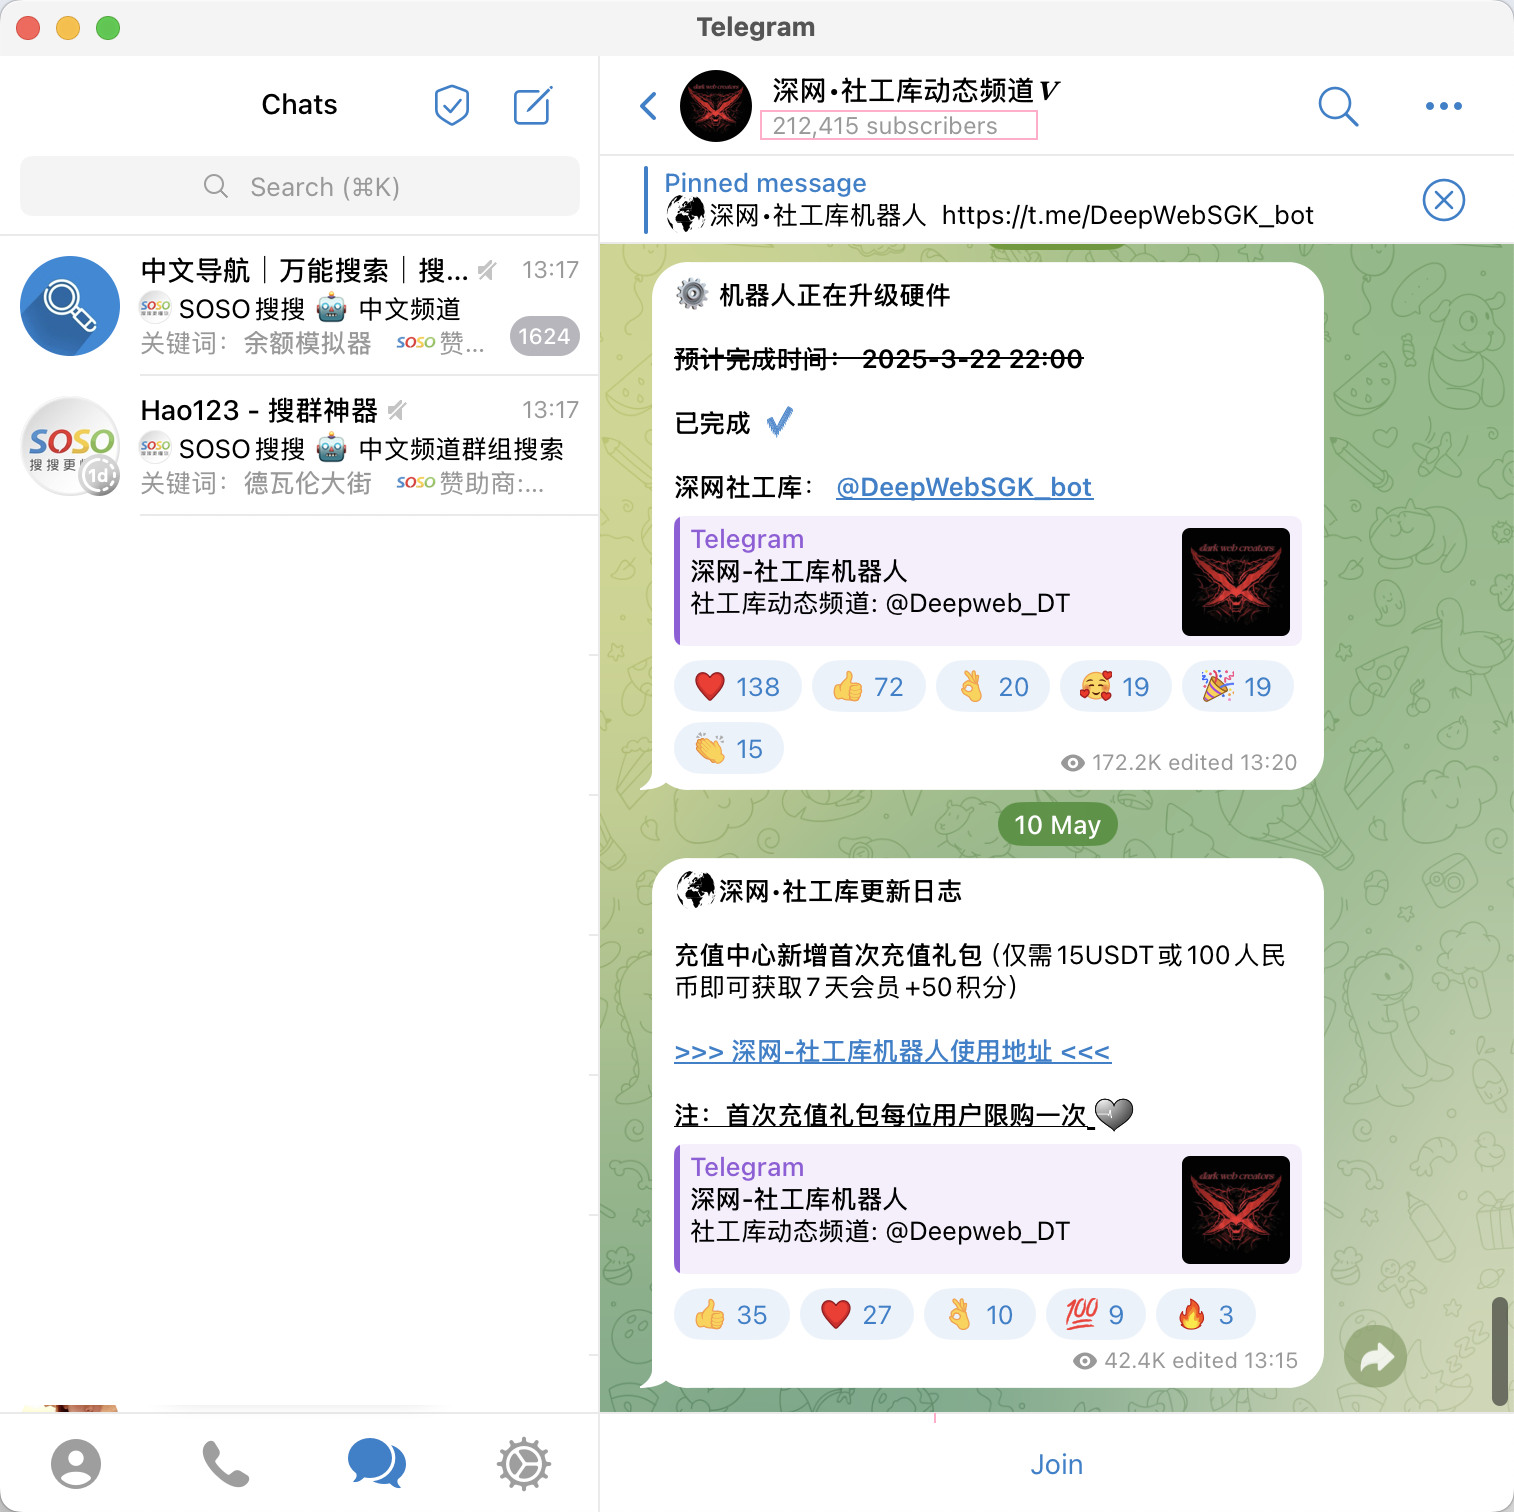 Telegram
Chats
Search (⌘K)
中文导航｜万能搜索｜搜... 13:17
SOSO 搜搜 🤖 中文频道
关键词：余额模拟器 SOSO 赞... 1624
Hao123 - 搜群神器 13:17
SOSO 搜搜 🤖 中文频道群组搜索
关键词：德瓦伦大街 SOSO 赞助商:...
SOSO
搜搜更
1d
深网•社工库动态频道V
212,415 subscribers
Pinned message
深网•社工库机器人 https://t.me/DeepWebSGK_bot
⚙️ 机器人正在升级硬件
预计完成时间： 2025-3-22 22:00
已完成 ✔
深网社工库： @DeepWebSGK_bot
Telegram
深网-社工库机器人
社工库动态频道: @Deepweb_DT
dark web creators
❤️ 138 👍 72 👌 20 🥰 19 🎉 19
👏 15
172.2K edited 13:20
10 May
深网•社工库更新日志
充值中心新增首次充值礼包（仅需15USDT或100人民
币即可获取7天会员+50积分）
>>> 深网-社工库机器人使用地址 <<<
注：首次充值礼包每位用户限购一次
Telegram
深网-社工库机器人
社工库动态频道: @Deepweb_DT
dark web creators
👍 35 ❤️ 27 👌 10 💯 9 🔥 3
42.4K edited 13:15
Join